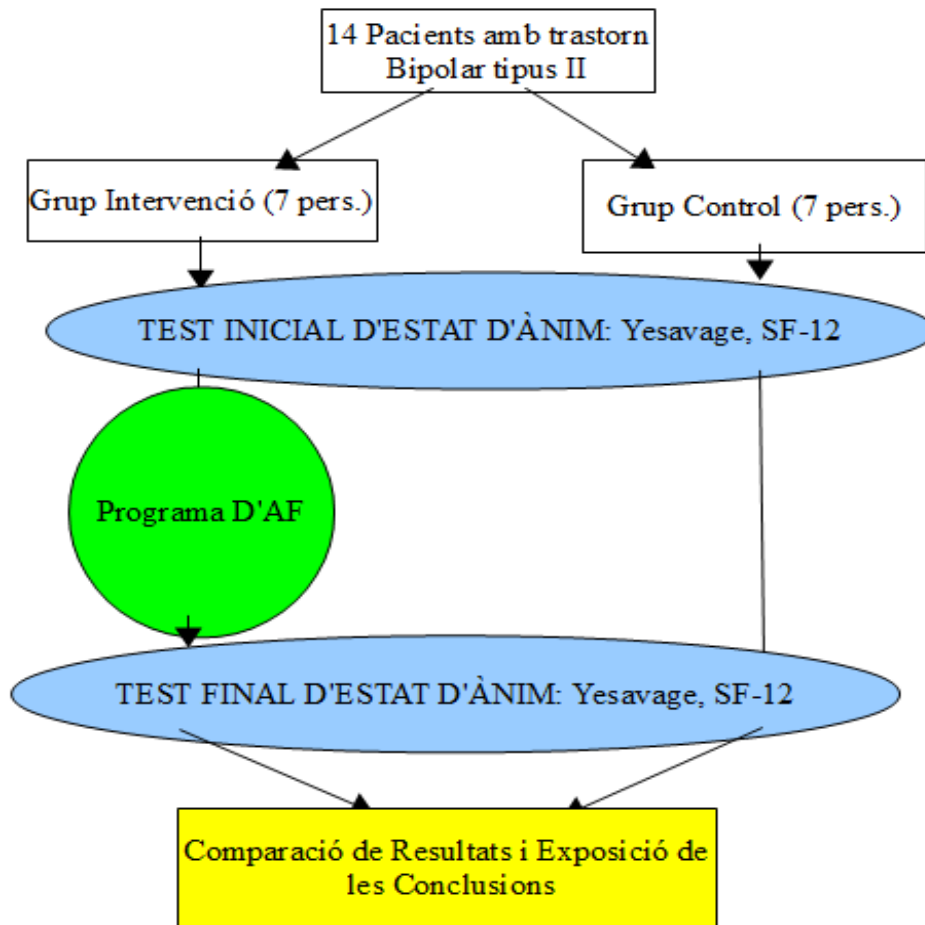 14 Pacients amb trastorn
Bipolar tipus II
Grup Intervenció (7 pers.)
Grup Control (7 pers.)
TEST INICIAL D'ESTAT D'ÀNIM: Yesavage, SF-12
Programa D'AF
TEST FINAL D'ESTAT D'ÀNIM: Yesavage, SF-12
Comparació de Resultats i Exposició de
les Conclusions